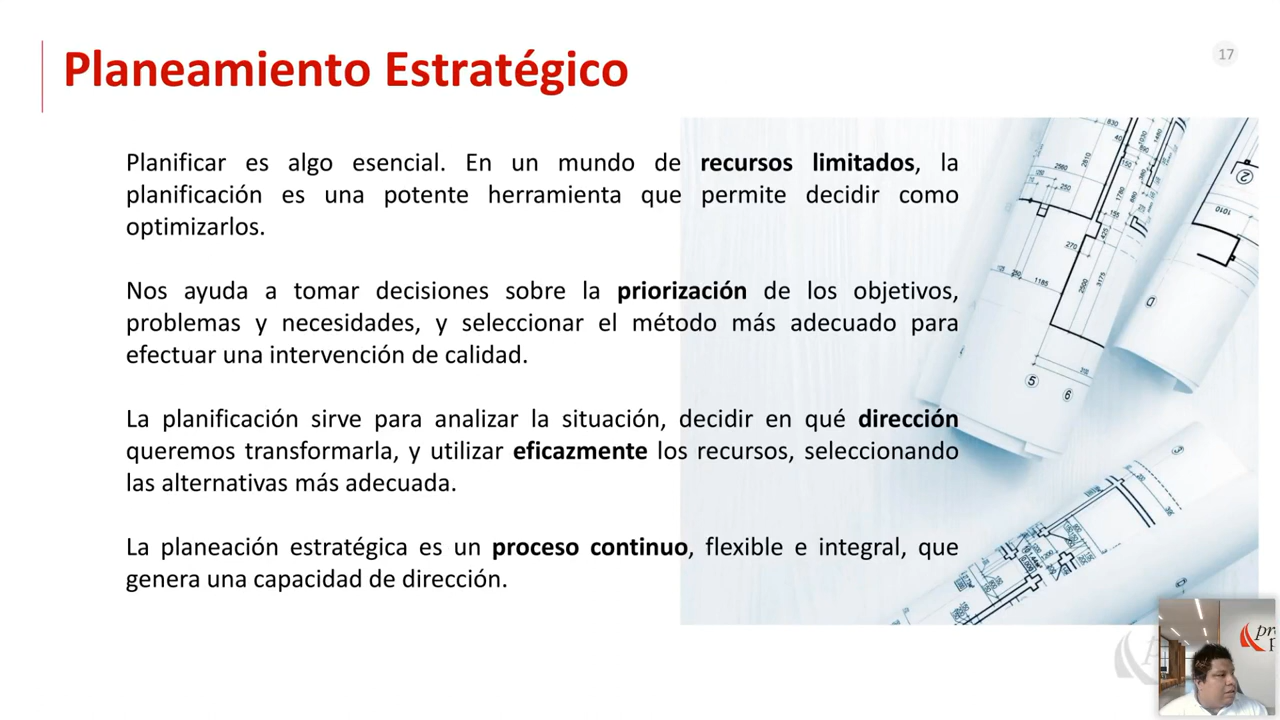 Planeamiento Estratégico
17
Planificar es algo esencial. En un mundo de recursos limitados, la
planificación es una potente herramienta que permite decidir como
optimizarlos.
Nos ayuda a tomar decisiones sobre la priorización de los objetivos,
problemas y necesidades, y seleccionar el método más adecuado para
efectuar una intervención de calidad.
La planificación sirve para analizar la situación, decidir en qué dirección
queremos transformarla, y utilizar eficazmente los recursos, seleccionando
las alternativas más adecuada.
La planeación estratégica es un proceso continuo, flexible e integral, que
genera una capacidad de dirección.